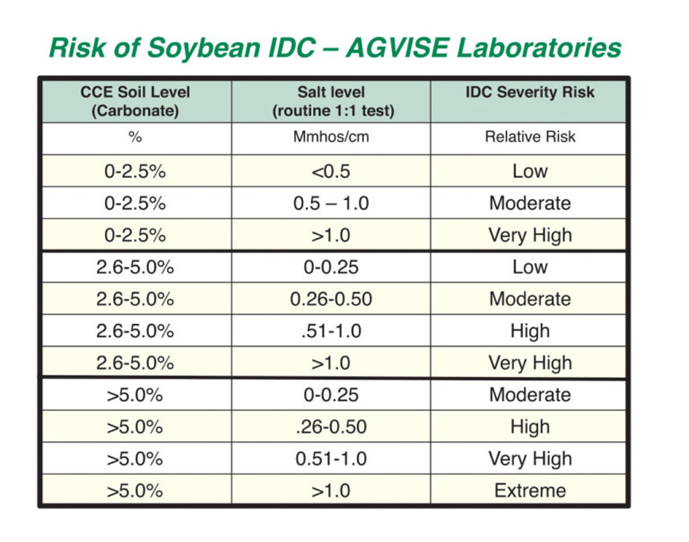 Risk of Soybean IDC – AGVISE Laboratories
CCE Soil Level (Carbonate) Salt level (routine 1:1 test) IDC Severity Risk
% Mmhos/cm Relative Risk
0-2.5% <0.5 Low
0-2.5% 0.5 – 1.0 Moderate
0-2.5% >1.0 Very High
2.6-5.0% 0-0.25 Low
2.6-5.0% 0.26-0.50 Moderate
2.6-5.0% .51-1.0 High
2.6-5.0% >1.0 Very High
>5.0% 0-0.25 Moderate
>5.0% .26-0.50 High
>5.0% 0.51-1.0 Very High
>5.0% >1.0 Extreme